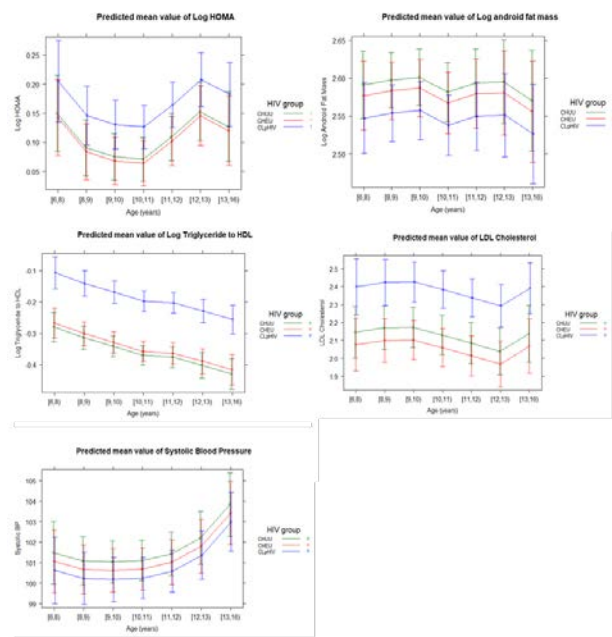 Predicted mean value of Log HOMA
Log HOMA
0.25
0.20
0.15
0.10
0.05
[6,8) [8,9) [9,10) [10,11) [11,12) [12,13) [13,16)
Age (years)
HIV group
CHUU
CHEU
CLpHIV
Predicted mean value of Log android fat mass
Log Android Fat Mass
2.65
2.60
2.55
2.50
[6,8) [8,9) [9,10) [10,11) [11,12) [12,13) [13,16)
Age (years)
HIV group
CHUU
CHEU
CLpHIV
Predicted mean value of Log Triglyceride to HDL
Log Triglyceride to HDL
-0.1
-0.2
-0.3
-0.4
[6,8) [8,9) [9,10) [10,11) [11,12) [12,13) [13,16)
Age (years)
HIV group
CHUU
CHEU
CLpHIV
Predicted mean value of LDL Cholesterol
LDL Cholesterol
2.5
2.4
2.3
2.2
2.1
2.0
1.9
[6,8) [8,9) [9,10) [10,11) [11,12) [12,13) [13,16)
Age (years)
HIV group
CHUU
CHEU
CLpHIV
Predicted mean value of Systolic Blood Pressure
Systolic BP
105
104
103
102
101
100
99
[6,8) [8,9) [9,10) [10,11) [11,12) [12,13) [13,16)
Age (years)
HIV group
CHUU
CHEU
CLpHIV